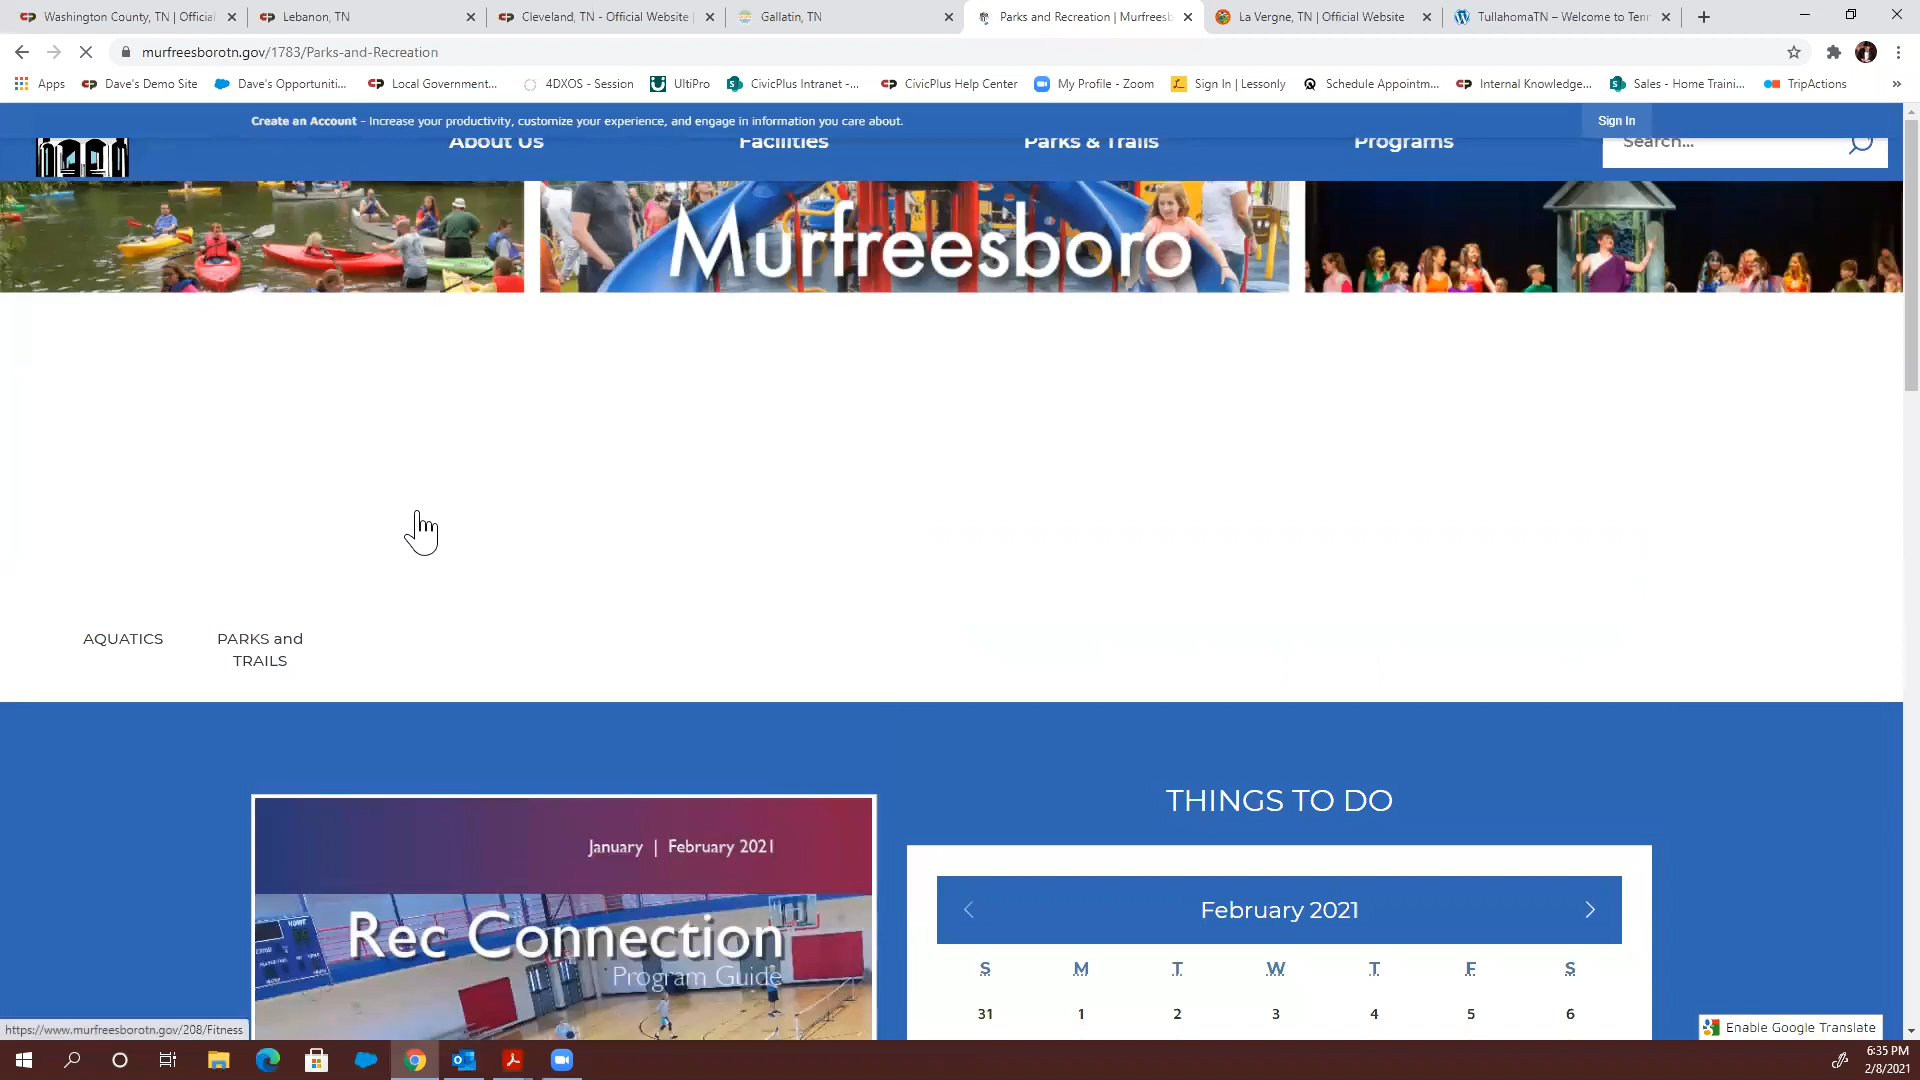 Washington County, TN | Official
Lebanon, TN
Cleveland, TN - Official Website |
Gallatin, TN
Parks and Recreation | Murfreesb
La Vergne, TN | Official Website
TullahomaTN – Welcome to Ten
murfreesborotn.gov/1783/Parks-and-Recreation
Apps
Dave's Demo Site
Dave's Opportuniti...
Local Government...
4DXOS - Session
UltiPro
CivicPlus Intranet -...
CivicPlus Help Center
My Profile - Zoom
Sign In | Lessonly
Schedule Appointm...
Internal Knowledge...
Sales - Home Traini...
TripActions
»
Create an Account - Increase your productivity, customize your experience, and engage in information you care about.
Sign In
About Us
Facilities
Parks & Trails
Programs
Search...
Murfreesboro
AQUATICS
PARKS and
TRAILS
January | February 2021
Rec Connection
Program Guide
HOME
THINGS TO DO
February 2021
S M T W T F S
31 1 2 3 4 5 6
https://www.murfreesborotn.gov/208/Fitness
Enable Google Translate
6:35 PM
2/8/2021